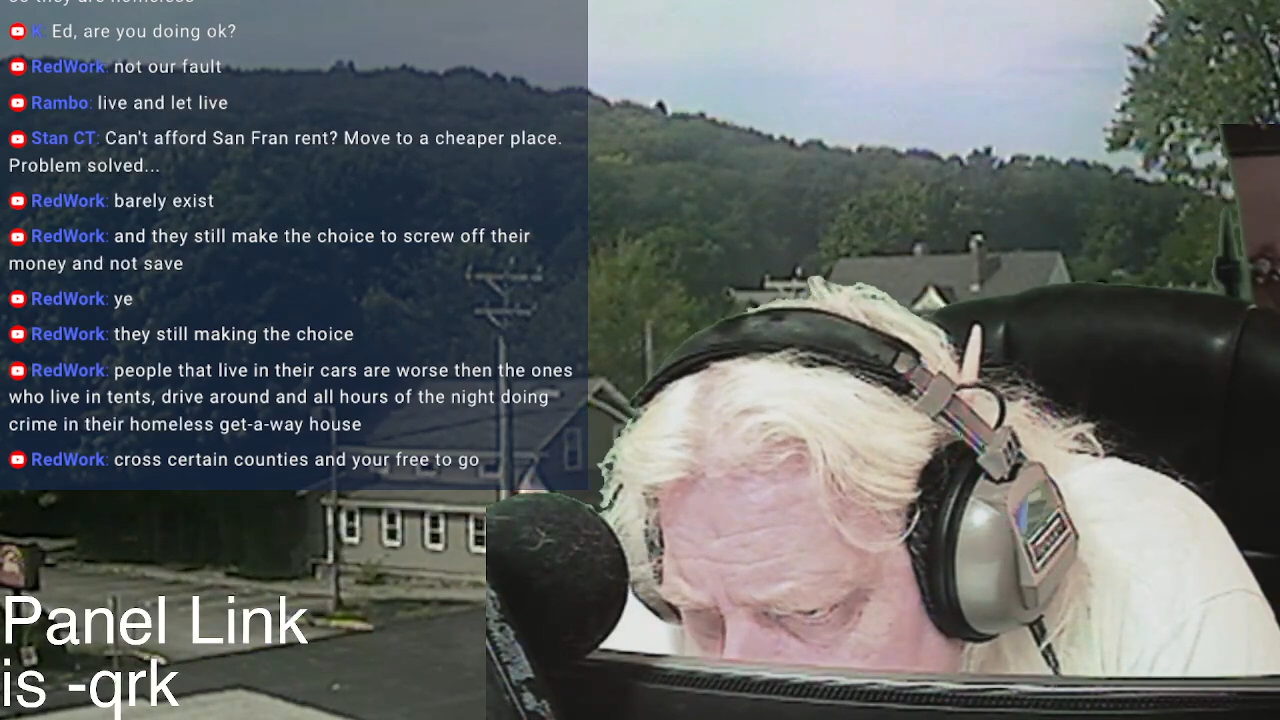 K: Ed, are you doing ok?
RedWork: not our fault
Rambo: live and let live
Stan CT: Can't afford San Fran rent? Move to a cheaper place.
Problem solved...
RedWork: barely exist
RedWork: and they still make the choice to screw off their
money and not save
RedWork: ye
RedWork: they still making the choice
RedWork: people that live in their cars are worse then the ones
who live in tents, drive around and all hours of the night doing
crime in their homeless get-a-way house
RedWork: cross certain counties and your free to go
Panel Link
is -qrk